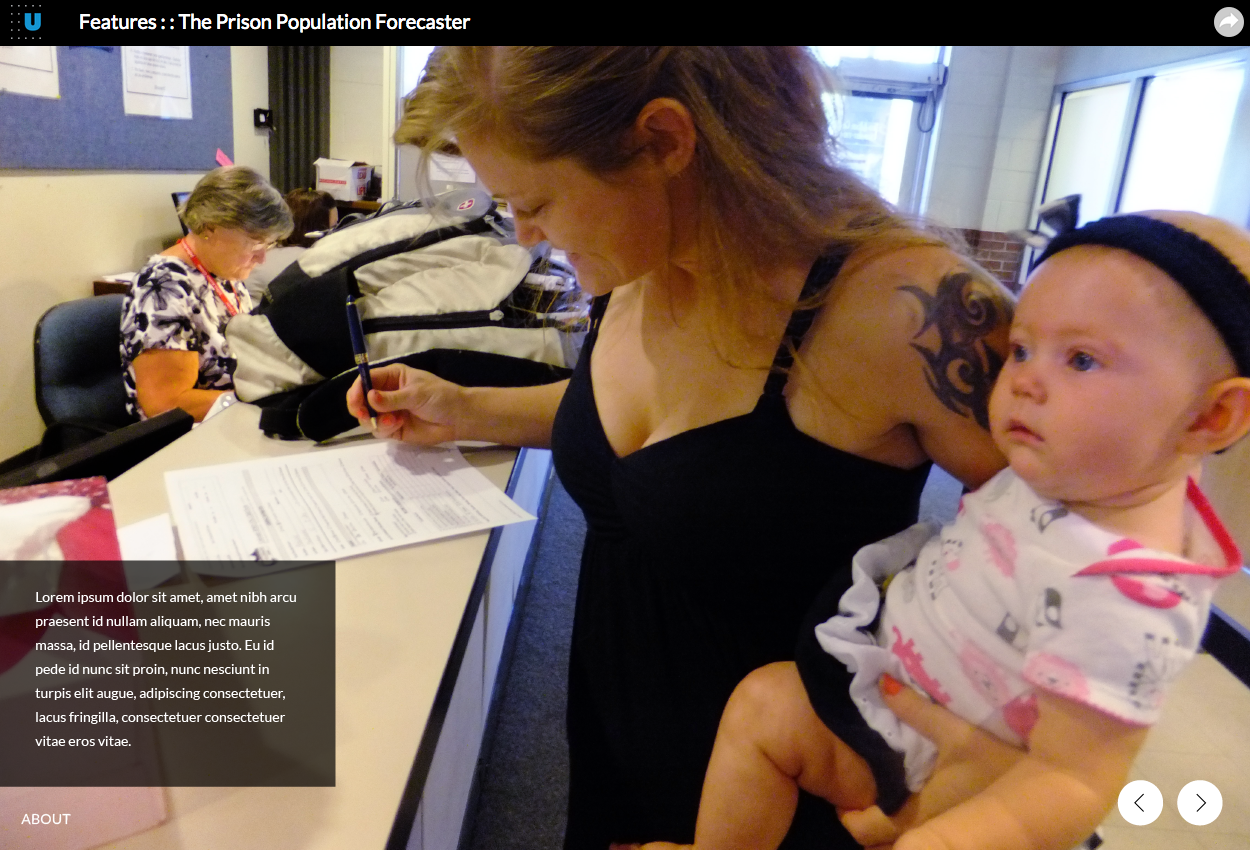 U
Features : : The Prison Population Forecaster
Lorem ipsum dolor sit amet, amet nibh arcu
praesent id nullam aliquam, nec mauris
massa, id pellentesque lacus justo. Eu id
pede id nunc sit proin, nunc nesciunt in
turpis elit augue, adipiscing consectetuer,
lacus fringilla, consectetuer consectetuer
vitae eros vitae.
ABOUT